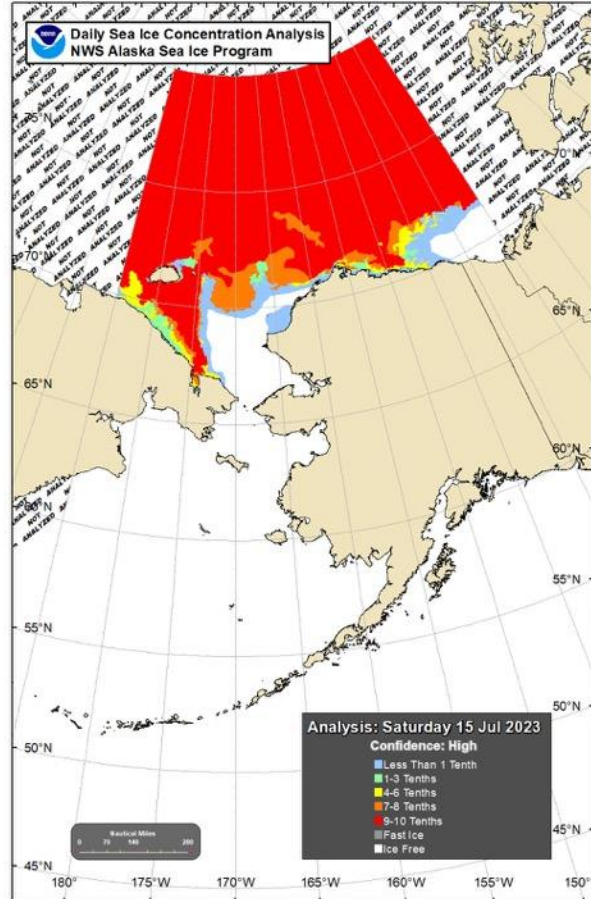 Daily Sea Ice Concentration Analysis
NWS Alaska Sea Ice Program
NOT ANALYZED
75°N
70°N
70°N
65°N
65°N
60°N
60°N
55°N
55°N
50°N
50°N
45°N
45°N
Analysis: Saturday 15 Jul 2023
Confidence: High
Less Than 1 Tenth
1-3 Tenths
4-6 Tenths
7-8 Tenths
9-10 Tenths
Fast Ice
Ice Free
Nautical Miles
0 70 140 280
180° 175°W 170°W 165°W 160°W 155°W 150°W